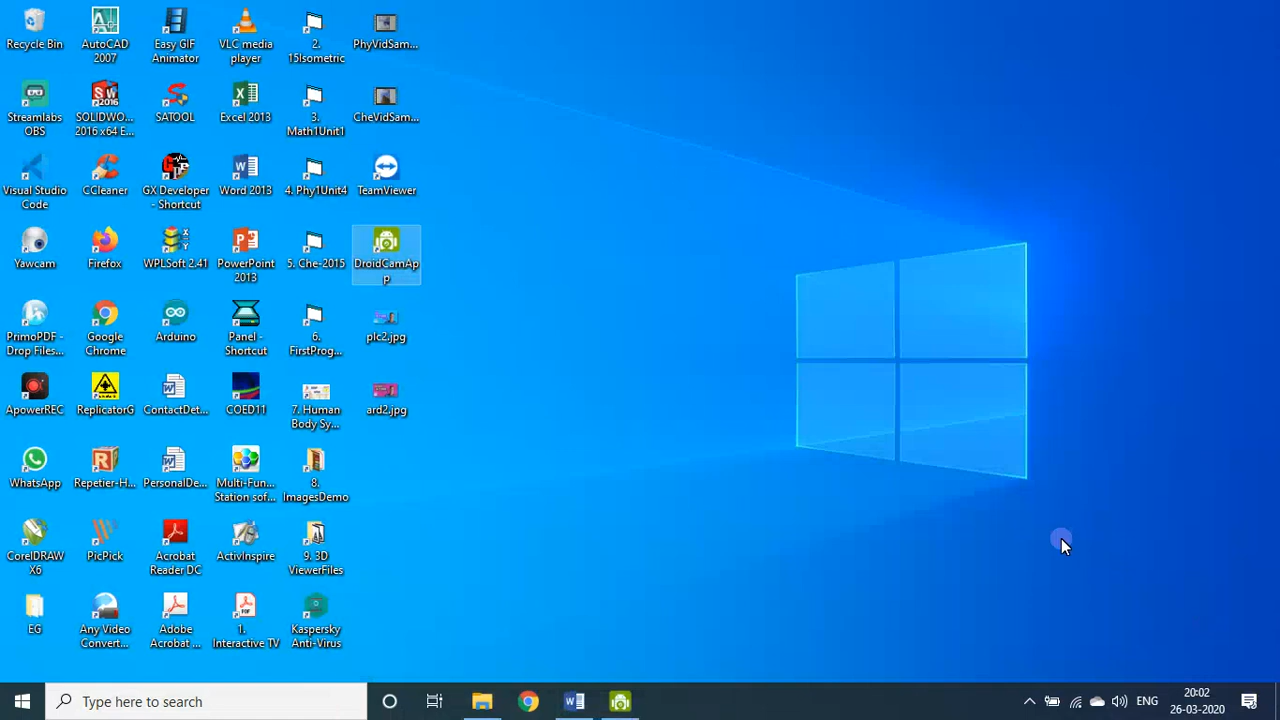 Recycle Bin
AutoCAD
2007
Easy GIF
Animator
VLC media
player
2.
15Isometric
PhyVidSam...
Streamlabs
OBS
SOLIDWO...
2016 x64 E...
SATOOL
Excel 2013
3.
Math1Unit1
CheVidSam...
Visual Studio
Code
CCleaner
GX Developer
- Shortcut
Word 2013
4. Phy1Unit4
TeamViewer
Yawcam
Firefox
WPLSoft 2.41
PowerPoint
2013
5. Che-2015
DroidCamAp
p
PrimoPDF -
Drop Files...
Google
Chrome
Arduino
Panel -
Shortcut
6.
FirstProg...
plc2.jpg
ApowerREC
ReplicatorG
ContactDet...
COED11
7. Human
Body Sy...
ard2.jpg
WhatsApp
Repetier-H...
PersonalDe...
Multi-Fun...
Station sof...
8.
ImagesDemo
CorelDRAW
X6
PicPick
Acrobat
Reader DC
ActivInspire
9. 3D
ViewerFiles
EG
Any Video
Convert...
Adobe
Acrobat ...
1.
Interactive TV
Kaspersky
Anti-Virus
Type here to search
ENG
20:02
26-03-2020